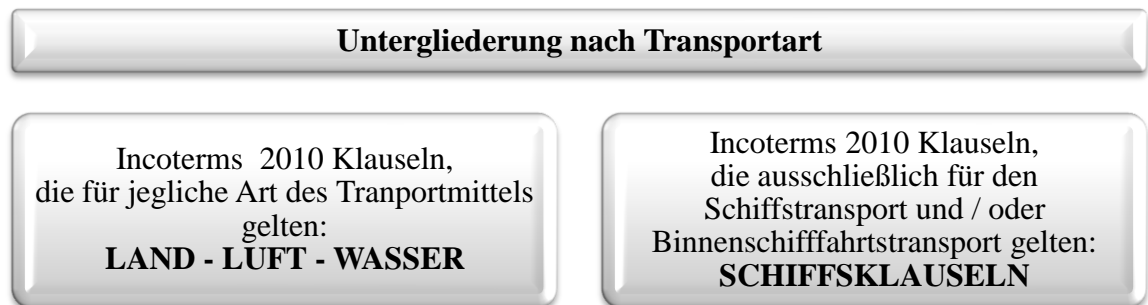 Untergliederung nach Transportart
Incoterms 2010 Klauseln,
die für jegliche Art des Tranportmittels
gelten:
LAND - LUFT - WASSER
Incoterms 2010 Klauseln,
die ausschließlich für den
Schiffstransport und / oder
Binnenschifffahrtstransport gelten:
SCHIFFSKLAUSELN